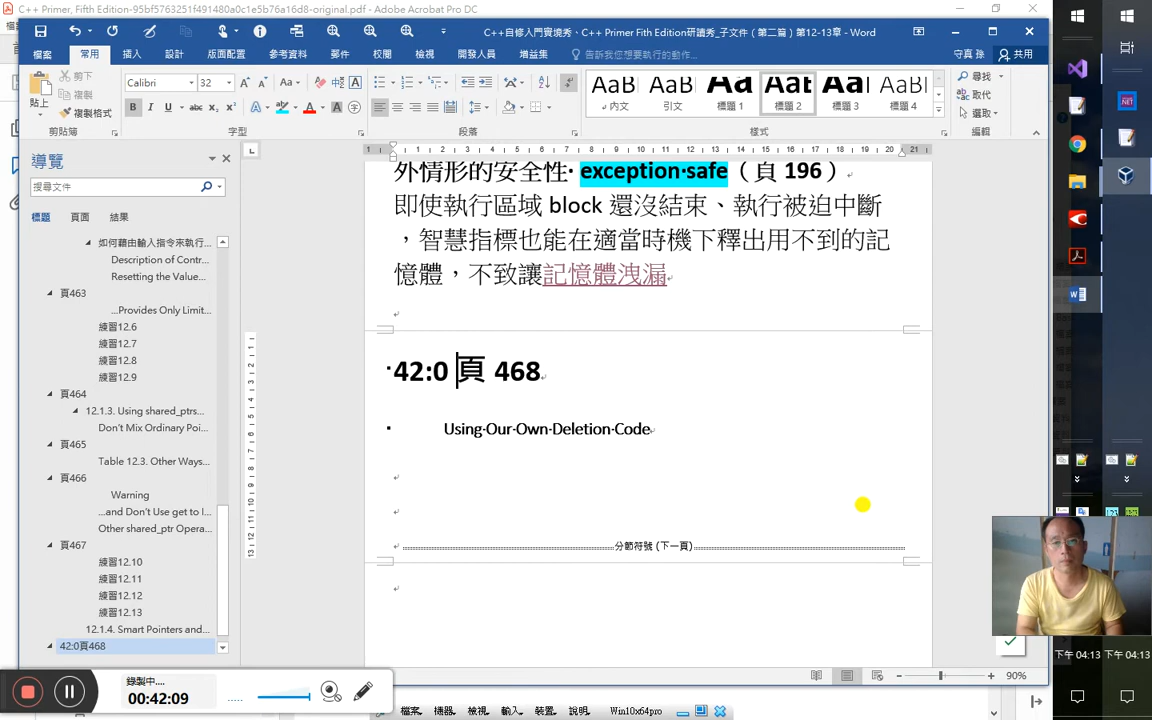 C++ Primer, Fifth Edition-95bf5763251491480a0c1e5b76a16d8-original.pdf - Adobe Acrobat Pro DC
C++自修入門實境秀、C++ Primer Fifth Edition研讀秀_子文件（第二篇）第12-13章 - Word
檔案
常用
插入
設計
版面配置
參考資料
郵件
校閱
檢視
開發人員
增益集
告訴我您想要執行的動作...
守真 孫
共用
貼上
剪下
複製
複製格式
Calibri
32
AaB
AaB
Aa
Aat
Aal
AaBl
內文
引文
標題 1
標題 2
標題 3
標題 4
尋找
取代
選取
剪貼簿
字型
段落
樣式
編輯
導覽
搜尋文件
標題
頁面
結果
如何藉由輸入指令來執行...
Description of Contr...
Resetting the Value...
頁463
...Provides Only Limit...
練習12.6
練習12.7
練習12.8
練習12.9
頁464
12.1.3. Using shared_ptrs...
Don't Mix Ordinary Poi...
頁465
Table 12.3. Other Ways...
頁466
Warning
...and Don't Use get to I...
Other shared_ptr Opera...
頁467
練習12.10
練習12.11
練習12.12
練習12.13
12.1.4. Smart Pointers and...
42:0頁468
外情形的安全性· exception·safe（頁 196）
即使執行區域 block 還沒結束、執行被迫中斷
，智慧指標也能在適當時機下釋出用不到的記
憶體，不致讓記憶體洩漏
42:0 頁 468
Using·Our·Own·Deletion·Code
分節符號 (下一頁)
90%
錄製中....
00:42:09
檔案
機器
檢視
輸入
裝置
說明
Win10x64pro
下午 04:13
下午 04:13